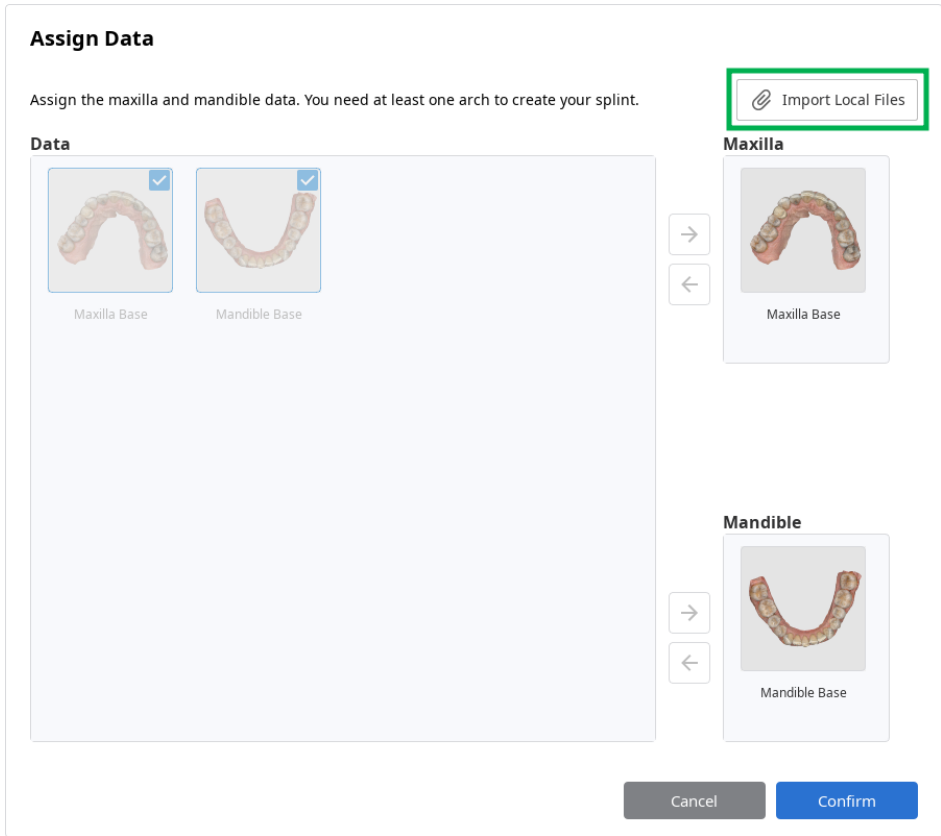 Assign Data
Assign the maxilla and mandible data. You need at least one arch to create your splint.
Import Local Files
Data
Maxilla
Maxilla Base
Mandible Base
Maxilla Base
Mandible
Mandible Base
Cancel
Confirm